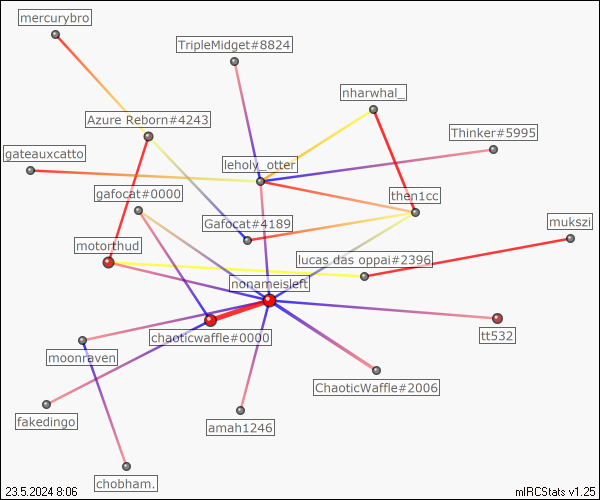 mercurybro
TripleMidget#8824
nharwhal_
Azure Reborn#4243
Thinker#5995
gateauxcatto
leholy_otter
gafocat#0000
then1cc
Gafocat#4189
mukszi
motorthud
lucas das oppai#2396
nonameisleft
chaoticwaffle#0000
tt532
moonraven
ChaoticWaffle#2006
fakedingo
amah1246
chobham.
23.5.2024 8:06
mIRCStats v1.25